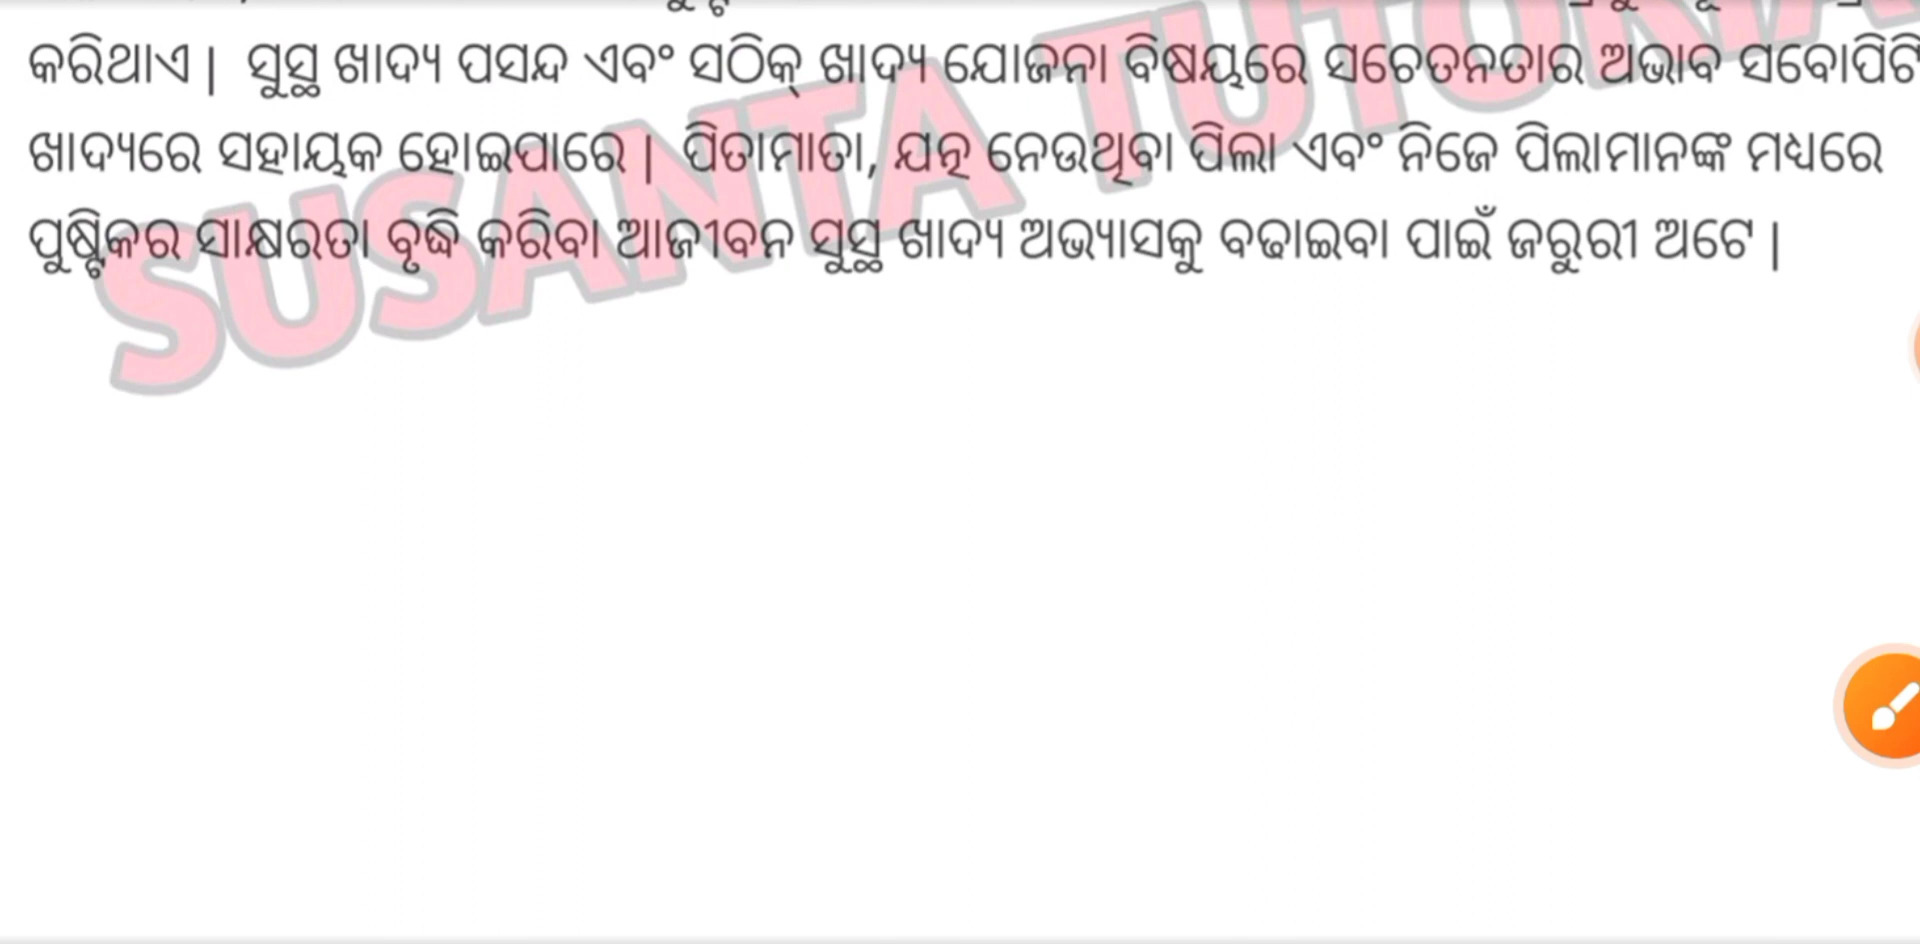 କରିଥାଏ | ସୁସ୍ଥ ଖାଦ୍ୟ ପସନ୍ଦ ଏବଂ ସଠିକ୍ ଖାଦ୍ୟ ଯୋଜନା ବିଷୟରେ ସଚେତନତାର ଅଭାବ ସବୋପିଟି
ଖାଦ୍ୟରେ ସହାୟକ ହୋଇପାରେ | ପିତାମାତା, ଯତ୍ନ ନେଉଥିବା ପିଲା ଏବଂ ନିଜେ ପିଲାମାନଙ୍କ ମଧ୍ୟରେ
ପୁଷ୍ଟିକର ସାକ୍ଷରତା ବୃଦ୍ଧି କରିବା ଆଜୀବନ ସୁସ୍ଥ ଖାଦ୍ୟ ଅଭ୍ୟାସକୁ ବଢାଇବା ପାଇଁ ଜରୁରୀ ଅଟେ |
SUSANTA TUTORIA